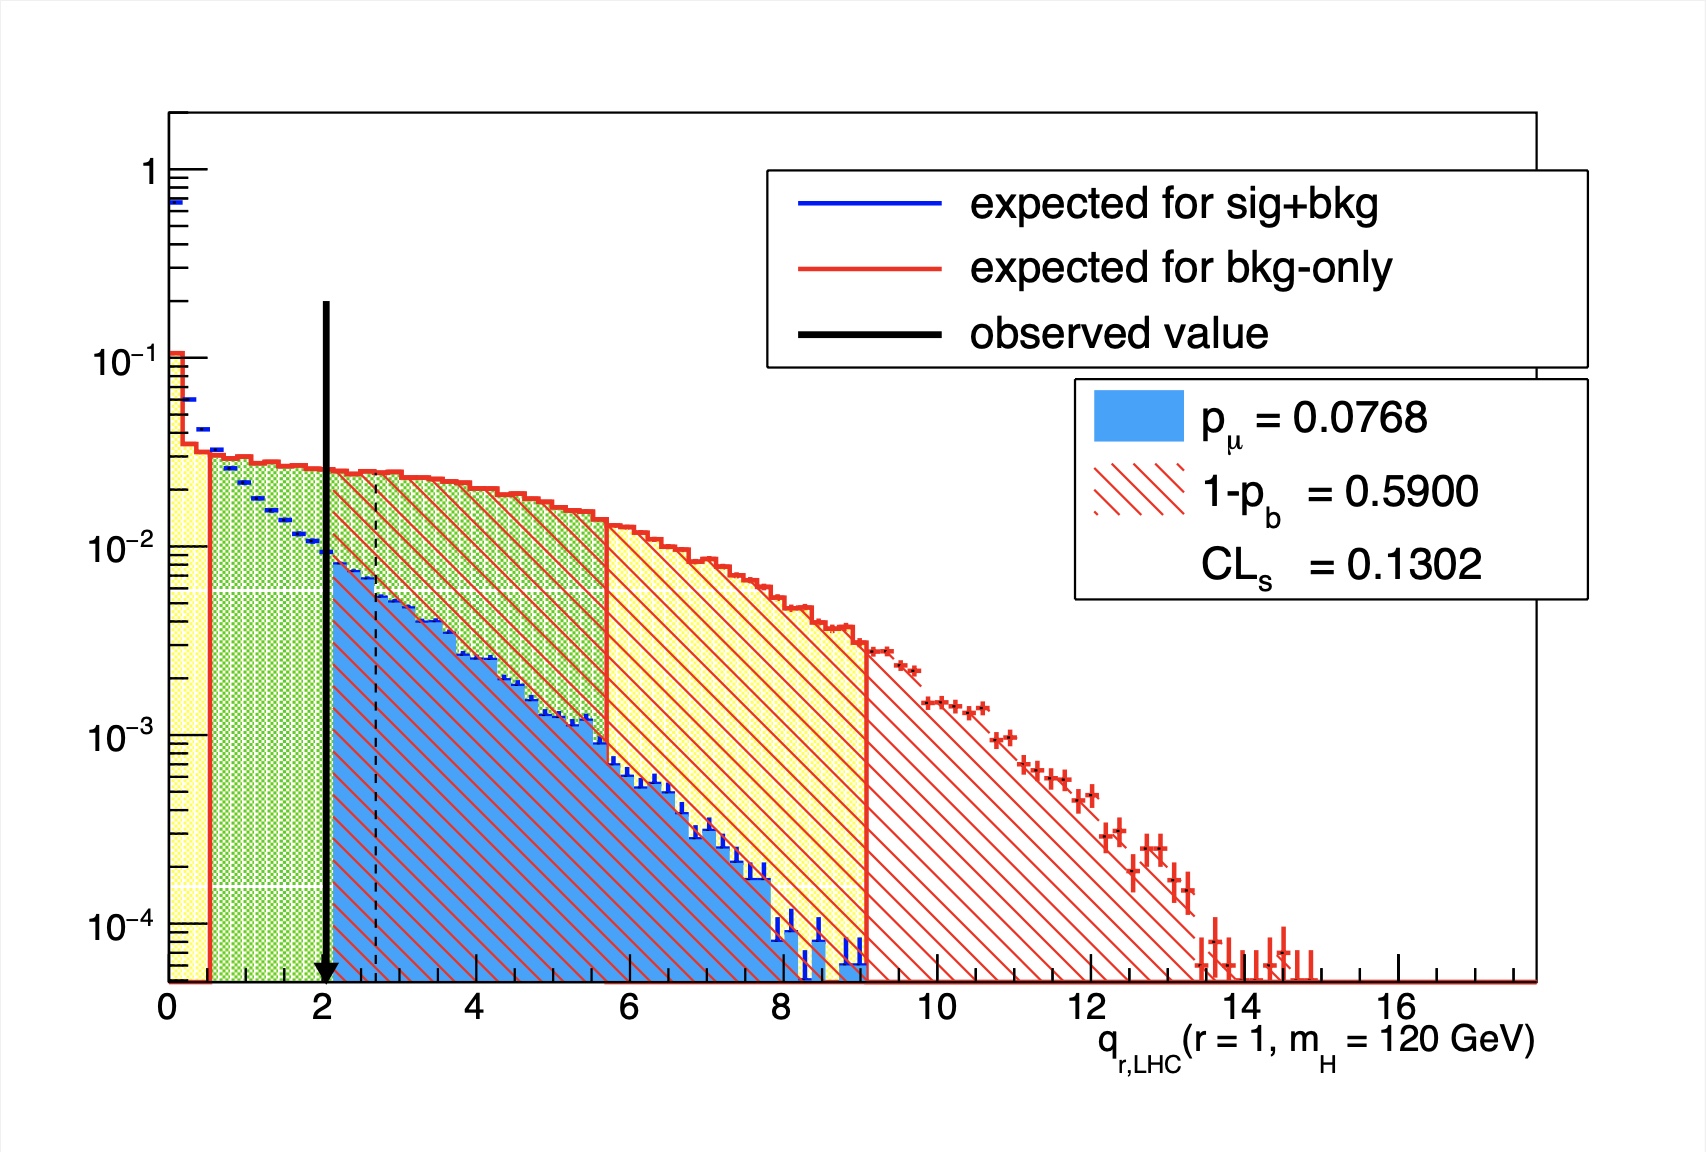 expected for sig+bkg
expected for bkg-only
observed value
p_μ = 0.0768
1-p_b = 0.5900
CL_s = 0.1302
1
10⁻¹
10⁻²
10⁻³
10⁻⁴
0 2 4 6 8 10 12 14 16
q_r,LHC(r = 1, m_H = 120 GeV)